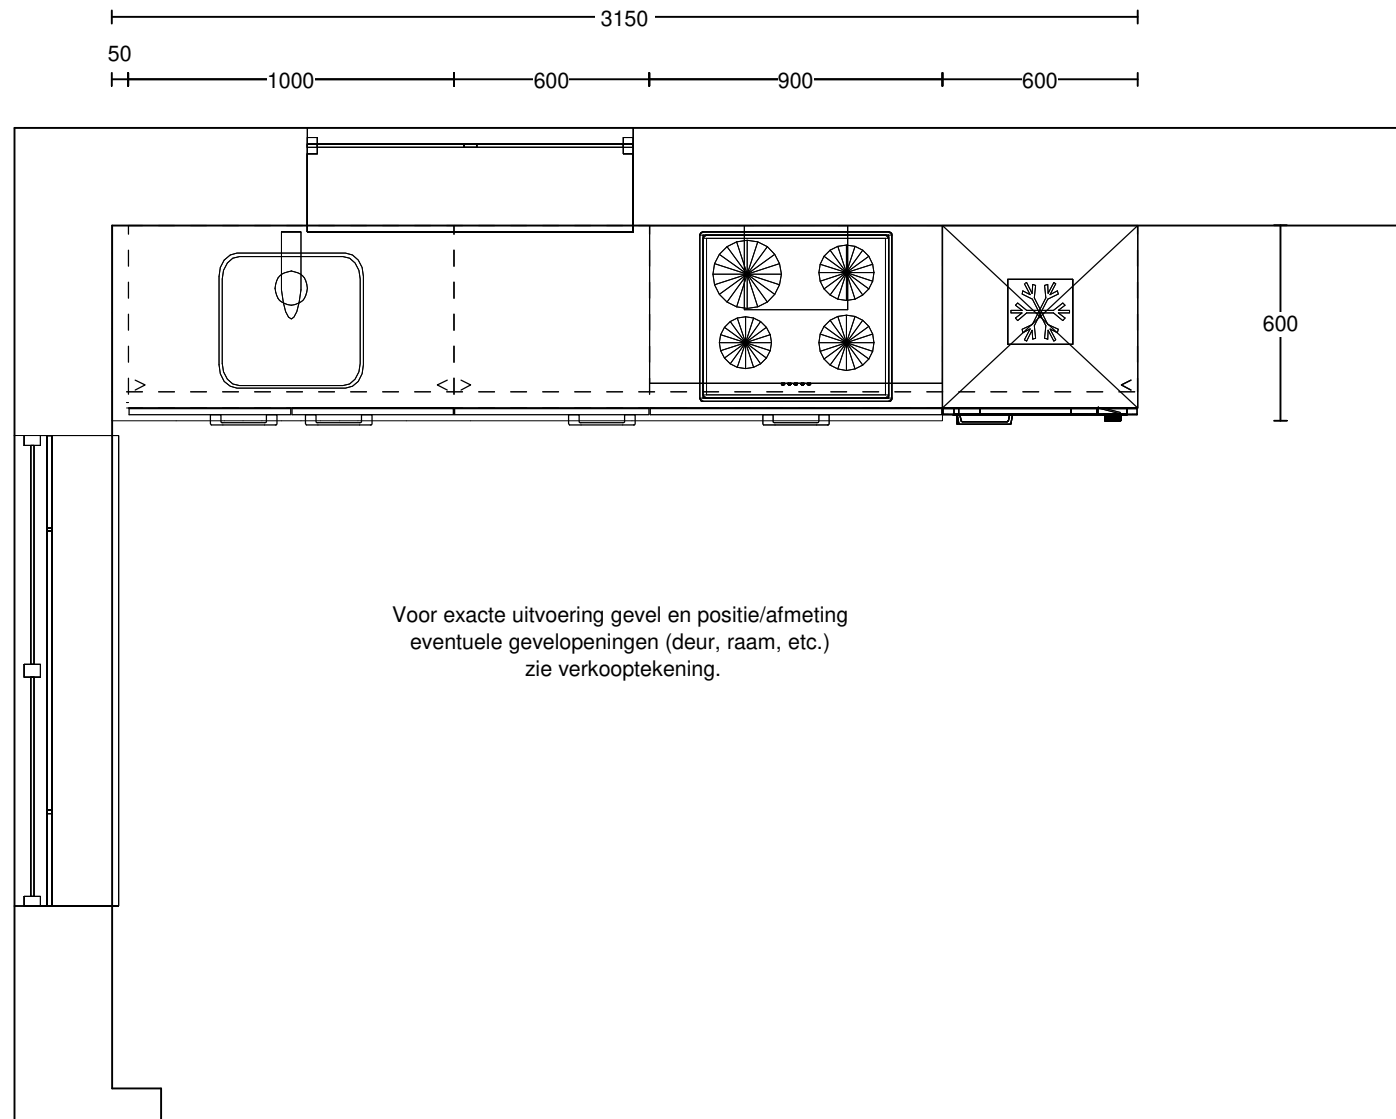 3150
50
1000 600 900 600
600
Voor exacte uitvoering gevel en positie/afmeting
eventuele gevelopeningen (deur, raam, etc.)
zie verkooptekening.